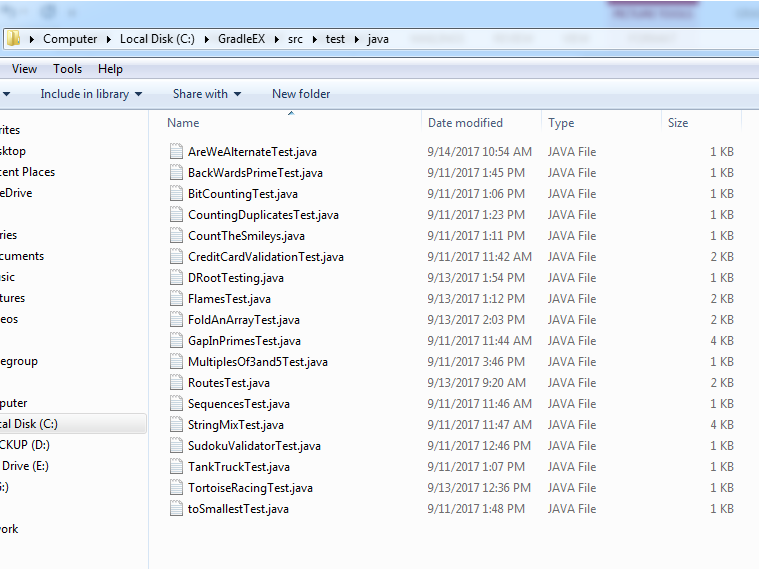 Computer Local Disk (C:) GradleEX src test java
View Tools Help
Include in library Share with New folder
Name Date modified Type Size
rites
AreWeAlternateTest.java 9/14/2017 10:54 AM JAVA File 1 KB
sktop
BackWardsPrimeTest.java 9/11/2017 1:45 PM JAVA File 1 KB
cent Places
BitCountingTest.java 9/11/2017 1:06 PM JAVA File 1 KB
eDrive
CountingDuplicatesTest.java 9/11/2017 1:23 PM JAVA File 1 KB
ries
CountTheSmileys.java 9/11/2017 1:11 PM JAVA File 1 KB
cuments
CreditCardValidationTest.java 9/11/2017 11:42 AM JAVA File 2 KB
sic
DRootTesting.java 9/13/2017 1:54 PM JAVA File 1 KB
tures
FlamesTest.java 9/13/2017 1:12 PM JAVA File 2 KB
eos
FoldAnArrayTest.java 9/13/2017 2:03 PM JAVA File 2 KB
GapInPrimesTest.java 9/11/2017 11:44 AM JAVA File 4 KB
egroup
MultiplesOf3and5Test.java 9/11/2017 3:46 PM JAVA File 1 KB
RoutesTest.java 9/13/2017 9:20 AM JAVA File 2 KB
puter
SequencesTest.java 9/11/2017 11:46 AM JAVA File 1 KB
cal Disk (C:)
StringMixTest.java 9/11/2017 11:47 AM JAVA File 4 KB
CKUP (D:)
SudokuValidatorTest.java 9/11/2017 12:46 PM JAVA File 1 KB
Drive (E:)
TankTruckTest.java 9/11/2017 1:07 PM JAVA File 1 KB
:)
TortoiseRacingTest.java 9/13/2017 12:36 PM JAVA File 1 KB
toSmallestTest.java 9/11/2017 1:48 PM JAVA File 1 KB
ork